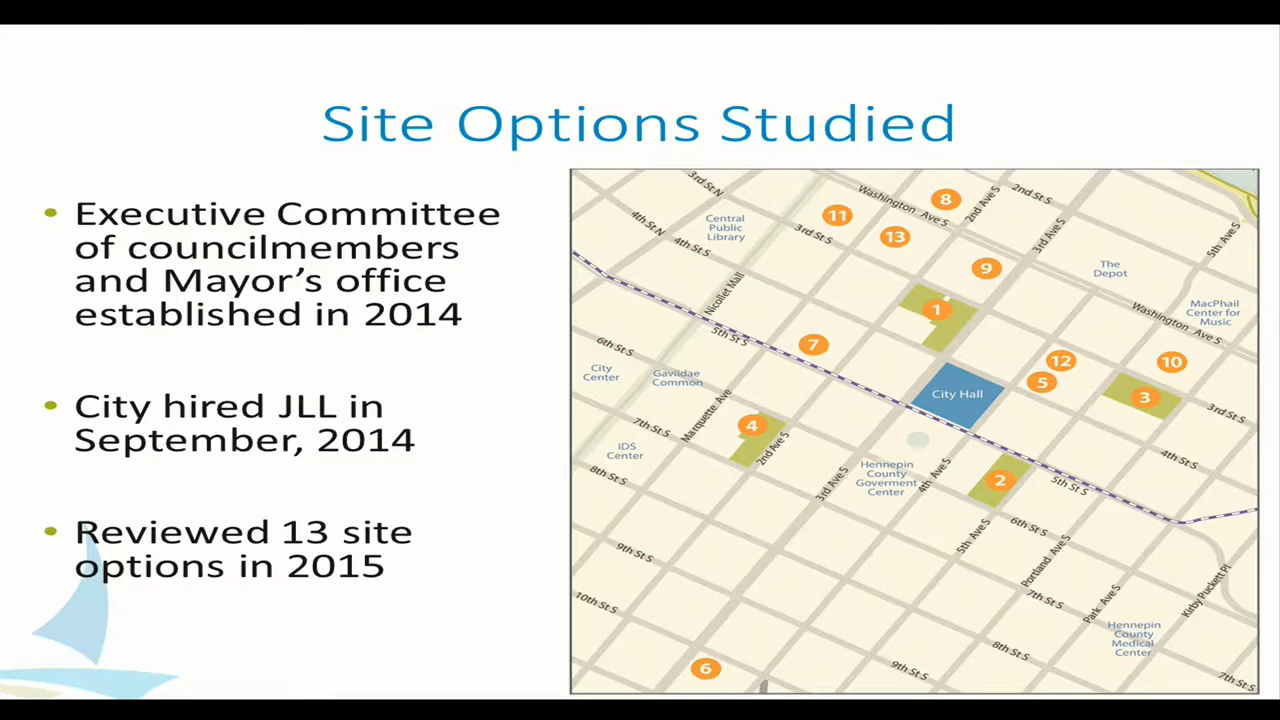 Site Options Studied
• Executive Committee
of councilmembers
and Mayor’s office
established in 2014
• City hired JLL in
September, 2014
• Reviewed 13 site
options in 2015
3rd St N
4th St N
4th St S
Central
Public
Library
11
3rd St S
13
Washington Ave S
8
2nd Ave S
2nd St S
3rd Ave S
5th Ave S
9
The
Depot
MacPhail
Center for
Music
Washington Ave S
Nicollet Mall
1
5th St S
6th St S
7
City
Center
Gaviidae
Common
12
5
10
3
City Hall
3rd St S
Marquette Ave
4
7th St S
2nd Ave S
IDS
Center
8th St S
Hennepin
County
Goverment
Center
3rd Ave S
4th Ave S
2
5th St S
4th St S
6th St S
5th Ave S
9th St S
Portland Ave S
7th St S
Park Ave S
Kirby Puckett Pl
10th St S
Hennepin
County
Medical
Center
8th St S
6
9th St S
7th St S